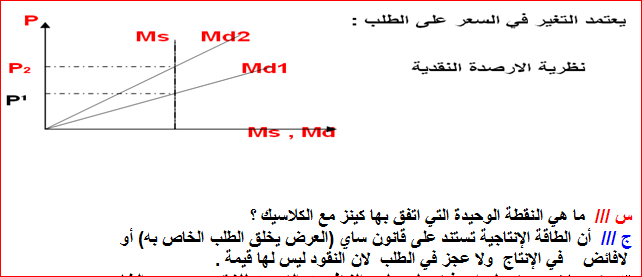 يعتمد التغير في السعر على الطلب :
نظرية الارصدة النقدية
P
Ms
Md2
P2
Md1
P1
Ms , Md
س /// ما هي النقطة الوحيدة التي اتفق بها كينز مع الكلاسيك ؟
ج /// أن الطاقة الإنتاجية تستند على قانون ساي (العرض يخلق الطلب الخاص به) أو
لافائض في الإنتاج ولا عجز في الطلب لان النقود ليس لها قيمة .